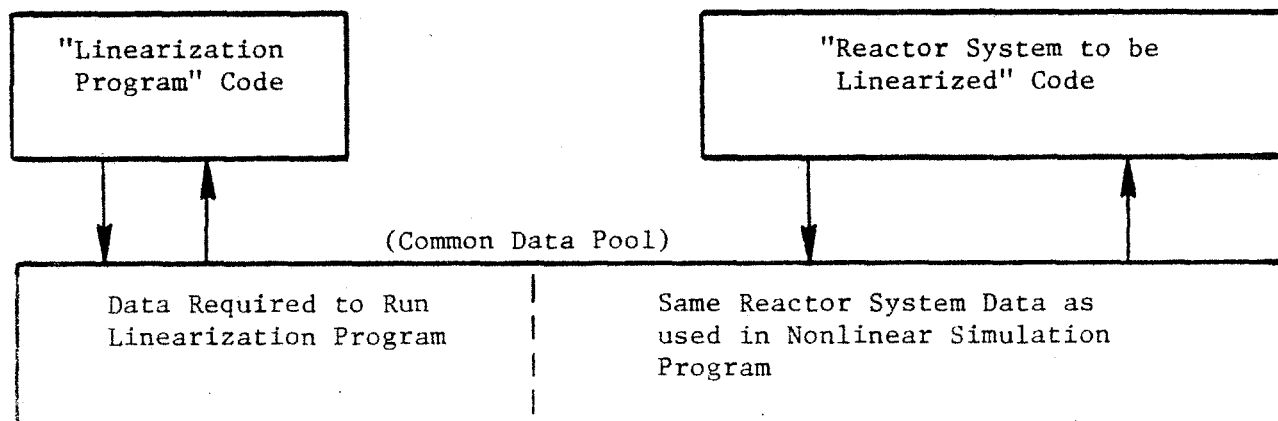 "Linearization
Program" Code
"Reactor System to be
Linearized" Code
(Common Data Pool)
Data Required to Run
Linearization Program
Same Reactor System Data as
used in Nonlinear Simulation
Program